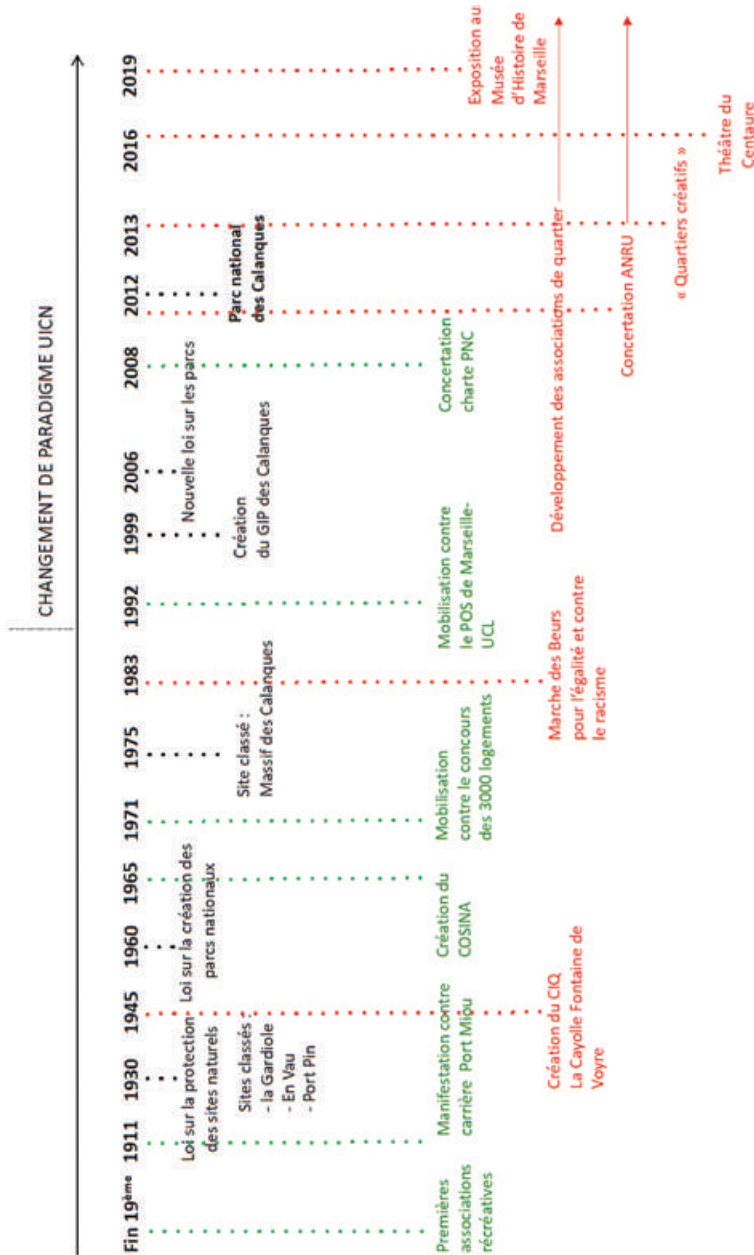 CHANGEMENT DE PARADIGME UICN
Fin 19ème 1911 1930 1945 1960 1965 1971 1975 1983 1992 1999 2006 2008 2012 2013 2016 2019
Loi sur la protection
des sites naturels
Loi sur la création des
parcs nationaux
Nouvelle loi sur les parcs
Sites classés :
- la Gardiole
- En Vau
- Port Pin
Site classé :
Massif des Calanques
Création
du GIP des Calanques
Parc national
des Calanques
Premières
associations
récréatives
Manifestation contre
carrière Port Miou
Création du
COSINA
Mobilisation
contre le concours
des 3000 logements
Mobilisation contre
le POS de Marseille-
UCL
Concertation
charte PNC
Exposition au
Musée
d'Histoire de
Marseille
Création du CIQ
La Cayolle Fontaine de
Voyre
Marche des Beurs
pour l'égalité et contre
le racisme
Développement des associations de quartier
Concertation ANRU
« Quartiers créatifs »
Théâtre du
Centaure